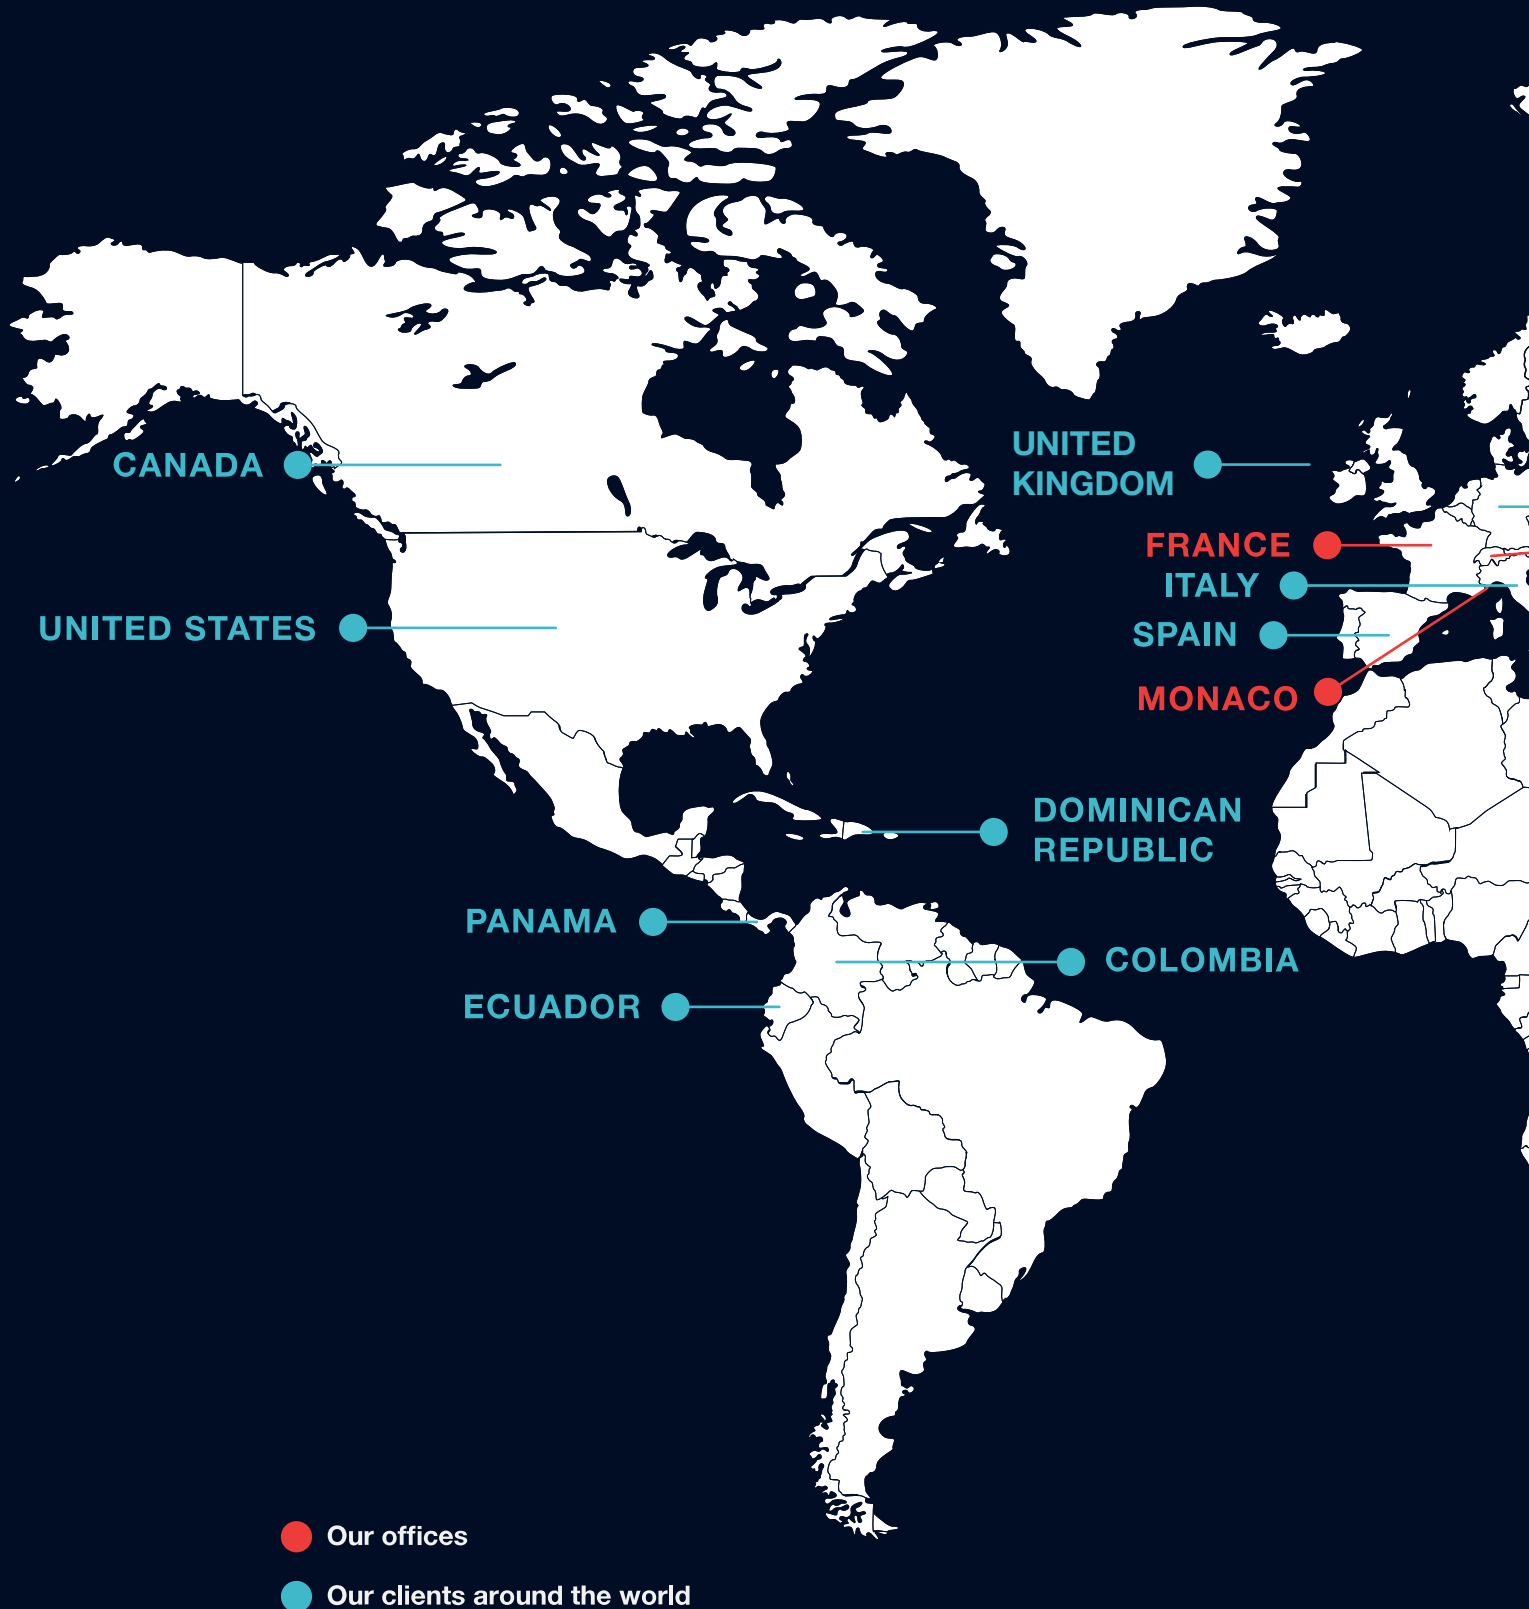 CANADA
UNITED
KINGDOM
FRANCE
ITALY
UNITED STATES
SPAIN
MONACO
DOMINICAN
REPUBLIC
PANAMA
COLOMBIA
ECUADOR
Our offices
Our clients around the world